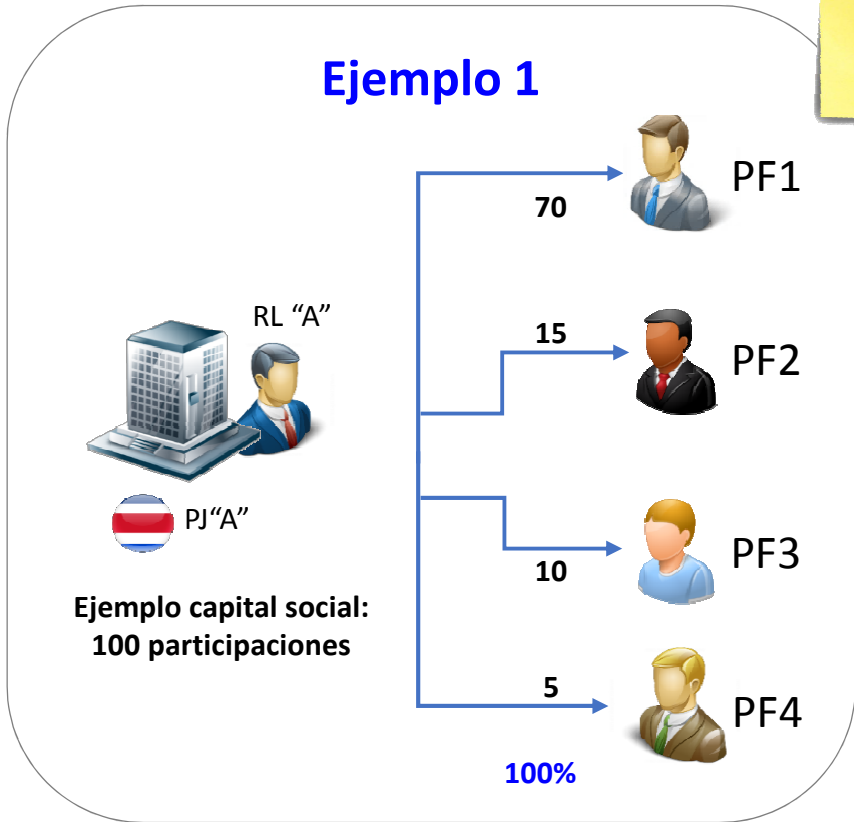 Ejemplo 1
PF1
70
RL “A”
15
PF2
PJ“A”
PF3
10
Ejemplo capital social:
100 participaciones
5
PF4
100%